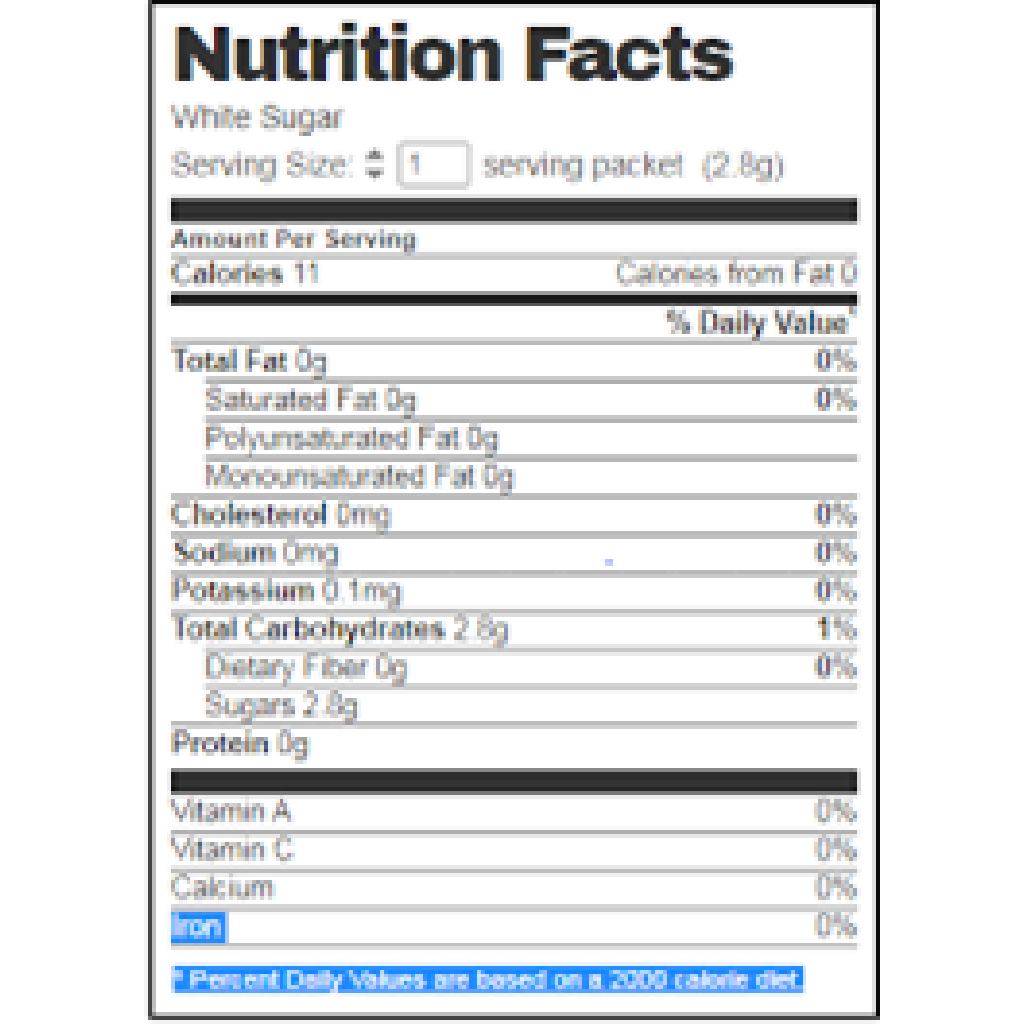 Nutrition Facts
White Sugar
Serving Size: 1 serving packet (2.8g)
Amount Per Serving
Calories 11 Calories from Fat 0
% Daily Value*
Total Fat 0g 0%
Saturated Fat 0g 0%
Polyunsaturated Fat 0g
Monounsaturated Fat 0g
Cholesterol 0mg 0%
Sodium 0mg 0%
Potassium 0.1mg 0%
Total Carbohydrates 2.8g 1%
Dietary Fiber 0g 0%
Sugars 2.8g
Protein 0g
Vitamin A 0%
Vitamin C 0%
Calcium 0%
Iron 0%
* Percent Daily Values are based on a 2000 calorie diet.